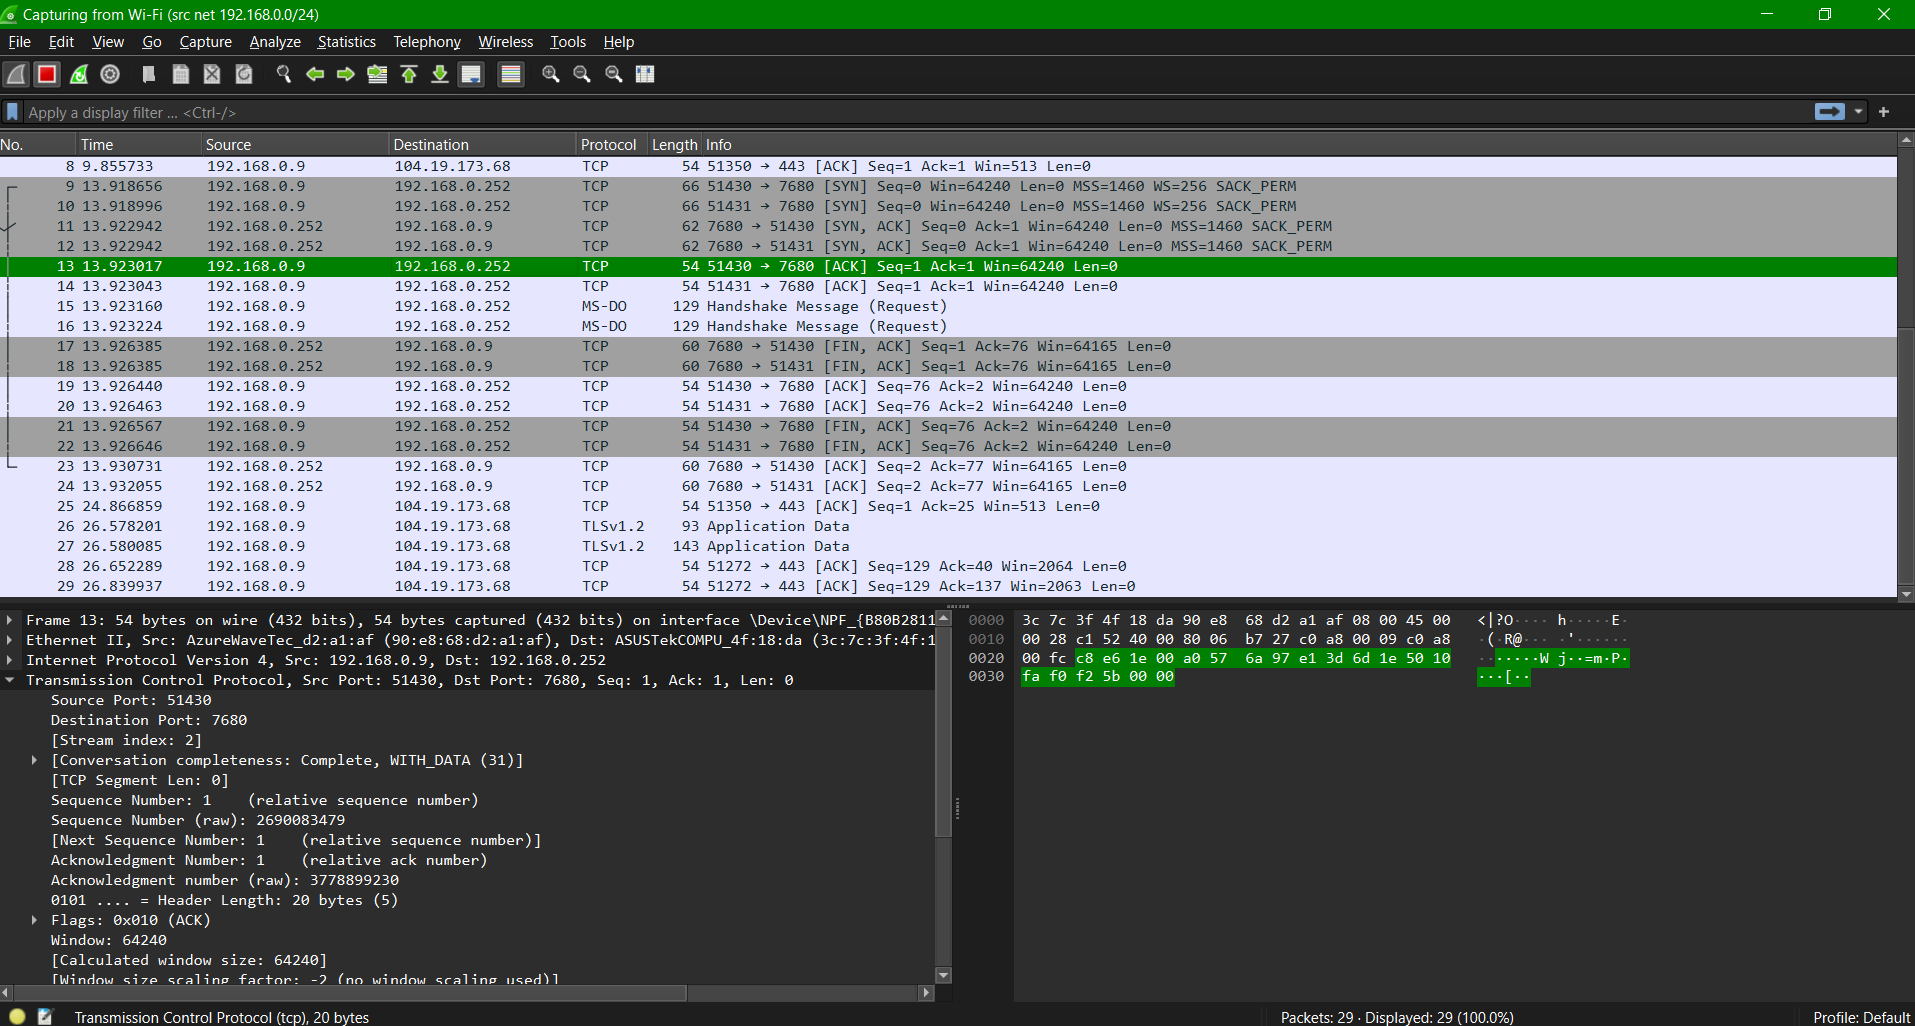 Capturing from Wi-Fi (src net 192.168.0.0/24)
File Edit View Go Capture Analyze Statistics Telephony Wireless Tools Help
Apply a display filter ... <Ctrl-/>
No. Time Source Destination Protocol Length Info
8 9.855733 192.168.0.9 104.19.173.68 TCP 54 51350 → 443 [ACK] Seq=1 Ack=1 Win=513 Len=0
9 13.918656 192.168.0.9 192.168.0.252 TCP 66 51430 → 7680 [SYN] Seq=0 Win=64240 Len=0 MSS=1460 WS=256 SACK_PERM
10 13.918996 192.168.0.9 192.168.0.252 TCP 66 51431 → 7680 [SYN] Seq=0 Win=64240 Len=0 MSS=1460 WS=256 SACK_PERM
11 13.922942 192.168.0.252 192.168.0.9 TCP 62 7680 → 51430 [SYN, ACK] Seq=0 Ack=1 Win=64240 Len=0 MSS=1460 SACK_PERM
12 13.922942 192.168.0.252 192.168.0.9 TCP 62 7680 → 51431 [SYN, ACK] Seq=0 Ack=1 Win=64240 Len=0 MSS=1460 SACK_PERM
13 13.923017 192.168.0.9 192.168.0.252 TCP 54 51430 → 7680 [ACK] Seq=1 Ack=1 Win=64240 Len=0
14 13.923043 192.168.0.9 192.168.0.252 TCP 54 51431 → 7680 [ACK] Seq=1 Ack=1 Win=64240 Len=0
15 13.923160 192.168.0.9 192.168.0.252 MS-DO 129 Handshake Message (Request)
16 13.923224 192.168.0.9 192.168.0.252 MS-DO 129 Handshake Message (Request)
17 13.926385 192.168.0.252 192.168.0.9 TCP 60 7680 → 51430 [FIN, ACK] Seq=1 Ack=76 Win=64165 Len=0
18 13.926385 192.168.0.252 192.168.0.9 TCP 60 7680 → 51431 [FIN, ACK] Seq=1 Ack=76 Win=64165 Len=0
19 13.926440 192.168.0.9 192.168.0.252 TCP 54 51430 → 7680 [ACK] Seq=76 Ack=2 Win=64240 Len=0
20 13.926463 192.168.0.9 192.168.0.252 TCP 54 51431 → 7680 [ACK] Seq=76 Ack=2 Win=64240 Len=0
21 13.926567 192.168.0.9 192.168.0.252 TCP 54 51430 → 7680 [FIN, ACK] Seq=76 Ack=2 Win=64240 Len=0
22 13.926646 192.168.0.9 192.168.0.252 TCP 54 51431 → 7680 [FIN, ACK] Seq=76 Ack=2 Win=64240 Len=0
23 13.930731 192.168.0.252 192.168.0.9 TCP 60 7680 → 51430 [ACK] Seq=2 Ack=77 Win=64165 Len=0
24 13.932055 192.168.0.252 192.168.0.9 TCP 60 7680 → 51431 [ACK] Seq=2 Ack=77 Win=64165 Len=0
25 24.866859 192.168.0.9 104.19.173.68 TCP 54 51350 → 443 [ACK] Seq=1 Ack=25 Win=513 Len=0
26 26.578201 192.168.0.9 104.19.173.68 TLSv1.2 93 Application Data
27 26.580085 192.168.0.9 104.19.173.68 TLSv1.2 143 Application Data
28 26.652289 192.168.0.9 104.19.173.68 TCP 54 51272 → 443 [ACK] Seq=129 Ack=40 Win=2064 Len=0
29 26.839937 192.168.0.9 104.19.173.68 TCP 54 51272 → 443 [ACK] Seq=129 Ack=137 Win=2063 Len=0
Frame 13: 54 bytes on wire (432 bits), 54 bytes captured (432 bits) on interface \Device\NPF_{B80B2811
Ethernet II, Src: AzureWaveTec_d2:a1:af (90:e8:68:d2:a1:af), Dst: ASUSTekCOMPU_4f:18:da (3c:7c:3f:4f:1
Internet Protocol Version 4, Src: 192.168.0.9, Dst: 192.168.0.252
Transmission Control Protocol, Src Port: 51430, Dst Port: 7680, Seq: 1, Ack: 1, Len: 0
Source Port: 51430
Destination Port: 7680
[Stream index: 2]
[Conversation completeness: Complete, WITH_DATA (31)]
[TCP Segment Len: 0]
Sequence Number: 1 (relative sequence number)
Sequence Number (raw): 2690083479
[Next Sequence Number: 1 (relative sequence number)]
Acknowledgment Number: 1 (relative ack number)
Acknowledgment number (raw): 3778899230
0101 .... = Header Length: 20 bytes (5)
Flags: 0x010 (ACK)
Window: 64240
[Calculated window size: 64240]
[Window size scaling factor: -2 (no window scaling used)]
0000 3c 7c 3f 4f 18 da 90 e8 68 d2 a1 af 08 00 45 00 <|?O···· h·····E·
0010 00 28 c1 52 40 00 80 06 b7 27 c0 a8 00 09 c0 a8 ·(·R@··· ·'······
0020 00 fc c8 e6 1e 00 a0 57 6a 97 e1 3d 6d 1e 50 10 ·······W j··=m·P·
0030 fa f0 f2 5b 00 00 ···[··
Transmission Control Protocol (tcp), 20 bytes
Packets: 29 · Displayed: 29 (100.0%)
Profile: Default